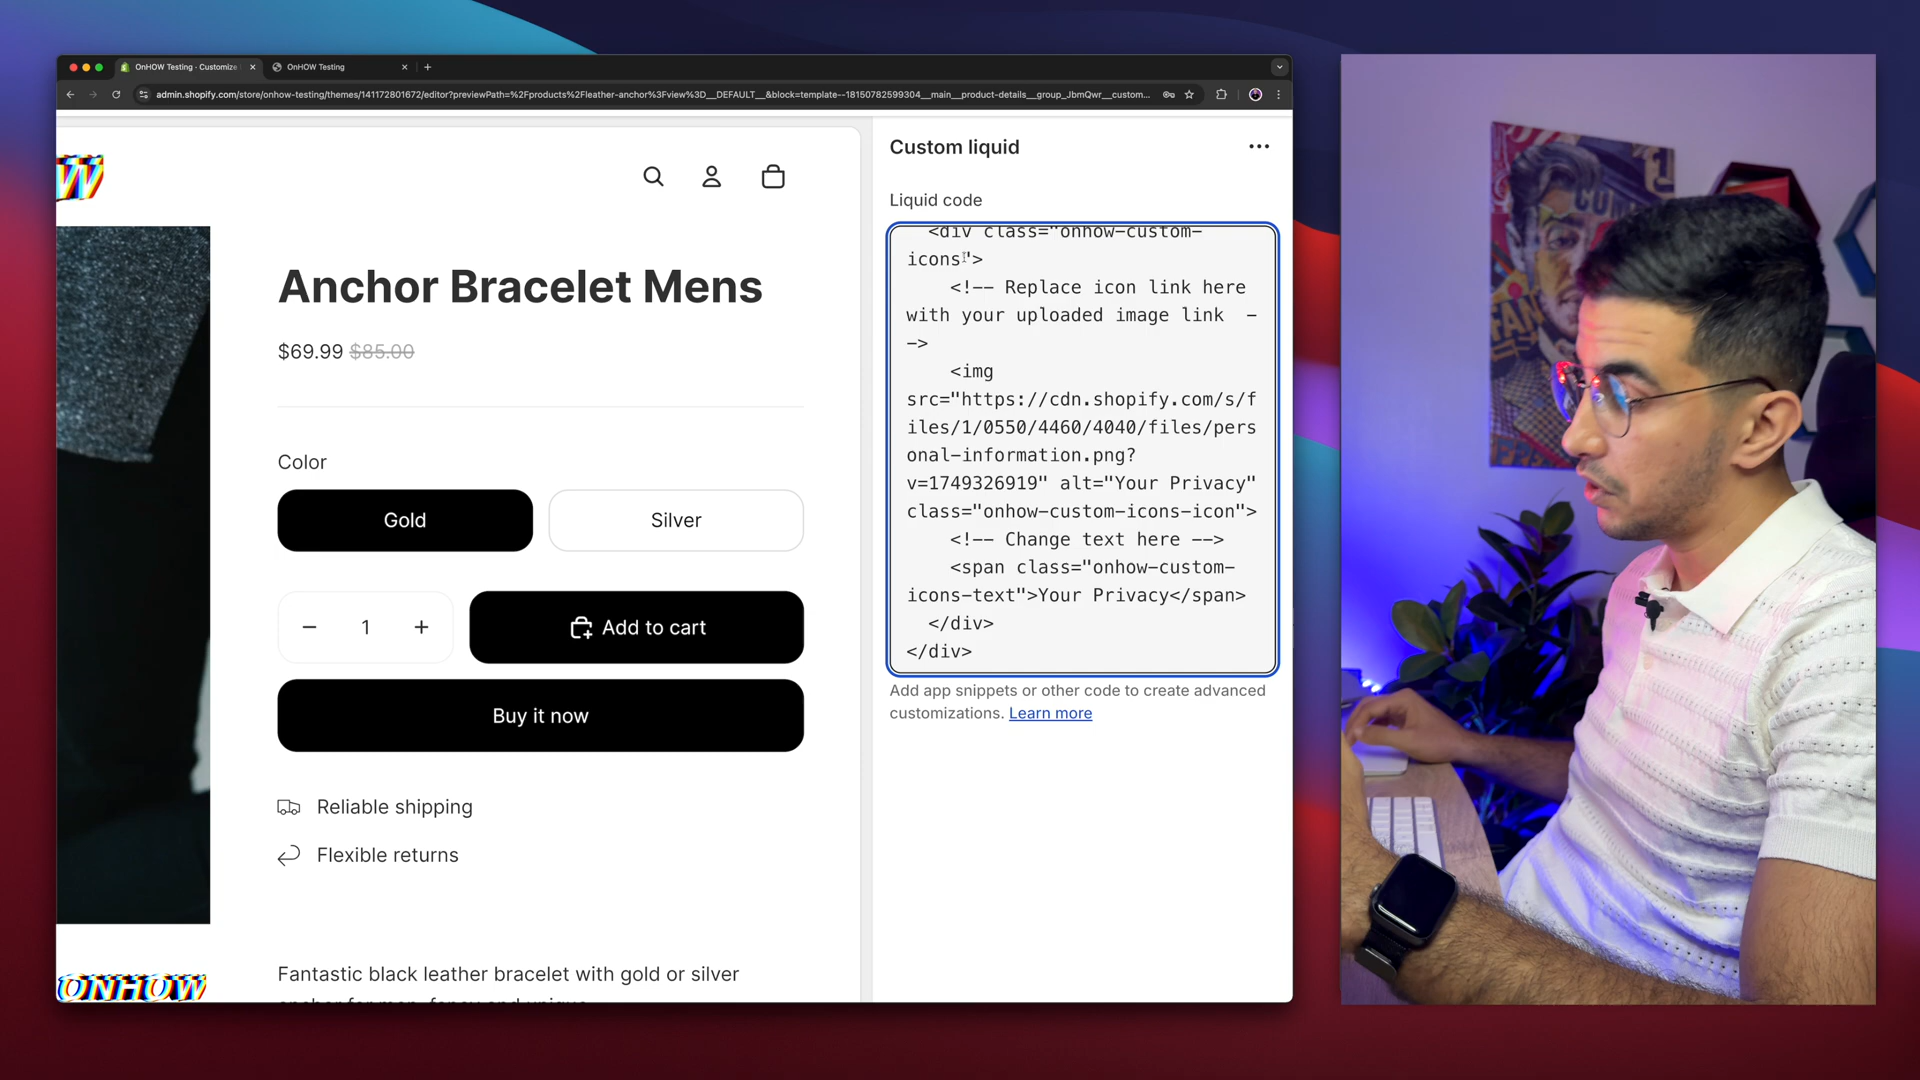 OnHOW Testing - Customize
OnHOW Testing
admin.shopify.com/store/onhow-testing/themes/141172801672/editor?previewPath=%2Fproducts%2Fleather-anchor%3Fview%3D__DEFAULT__&block=template--18150782599304__main__product-details__group_JbmQwr__custom...
W
Anchor Bracelet Mens
$69.99 $85.00
Color
Gold
Silver
− 1 +
Add to cart
Buy it now
Reliable shipping
Flexible returns
Fantastic black leather bracelet with gold or silver
ONHOW
Custom liquid
Liquid code
<div class="onhow-custom-
icons">
<!-- Replace icon link here
with your uploaded image link -
->
<img
src="https://cdn.shopify.com/s/f
iles/1/0550/4460/4040/files/pers
onal-information.png?
v=1749326919" alt="Your Privacy"
class="onhow-custom-icons-icon">
<!-- Change text here -->
<span class="onhow-custom-
icons-text">Your Privacy</span>
</div>
</div>
Add app snippets or other code to create advanced
customizations. Learn more